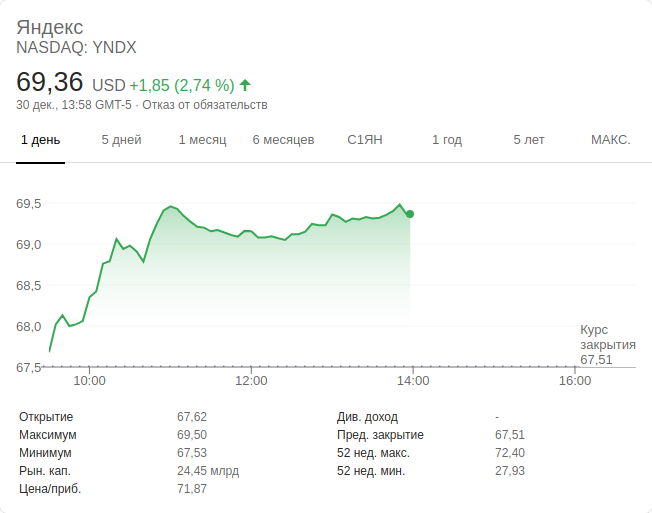 Яндекс
NASDAQ: YNDX
69,36 USD +1,85 (2,74 %)
30 дек., 13:58 GMT-5 · Отказ от обязательств
1 день 5 дней 1 месяц 6 месяцев С1ЯН 1 год 5 лет МАКС.
69,5
69,0
68,5
68,0
67,5
Курс
закрытия
67,51
10:00 12:00 14:00 16:00
Открытие 67,62 Див. доход -
Максимум 69,50 Пред. закрытие 67,51
Минимум 67,53 52 нед. макс. 72,40
Рын. кап. 24,45 млрд 52 нед. мин. 27,93
Цена/приб. 71,87